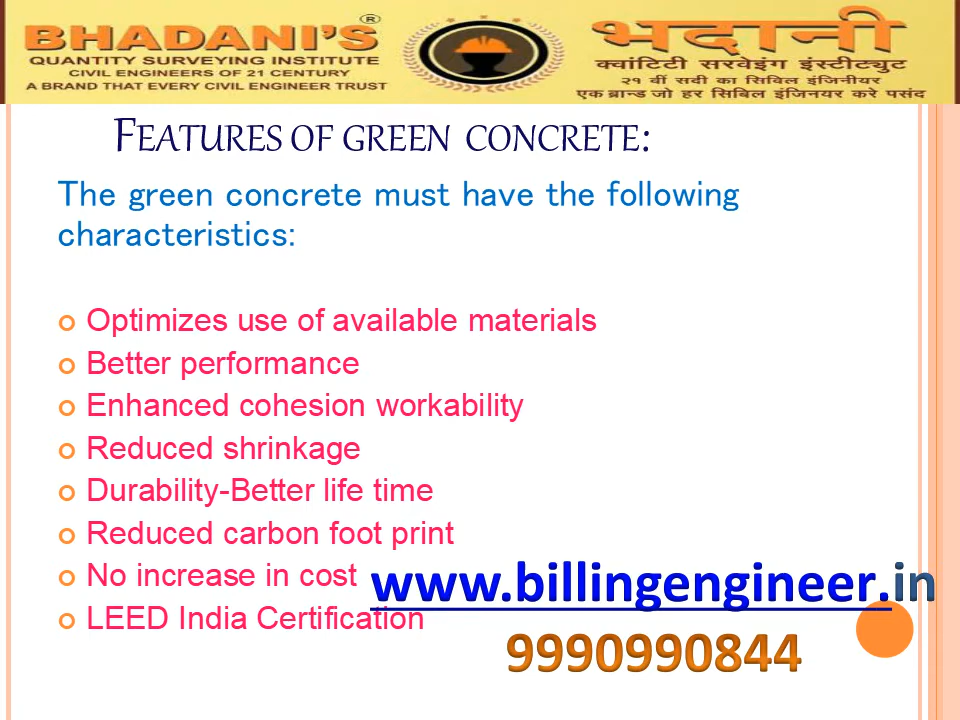 BHADANI'S®
QUANTITY SURVEYING INSTITUTE
CIVIL ENGINEERS OF 21 CENTURY
A BRAND THAT EVERY CIVIL ENGINEER TRUST
भदानी
क्वांटिटी सरवेइंग इंस्टीट्युट
२१ वीं सदी का सिविल इंजिनीयर
एक ब्रान्ड जो हर सिबिल इंजिनयर करे पसंद
FEATURES OF GREEN CONCRETE:
The green concrete must have the following
characteristics:
Optimizes use of available materials
Better performance
Enhanced cohesion workability
Reduced shrinkage
Durability-Better life time
Reduced carbon foot print
No increase in cost
LEED India Certification
www.billingengineer.in
9990990844